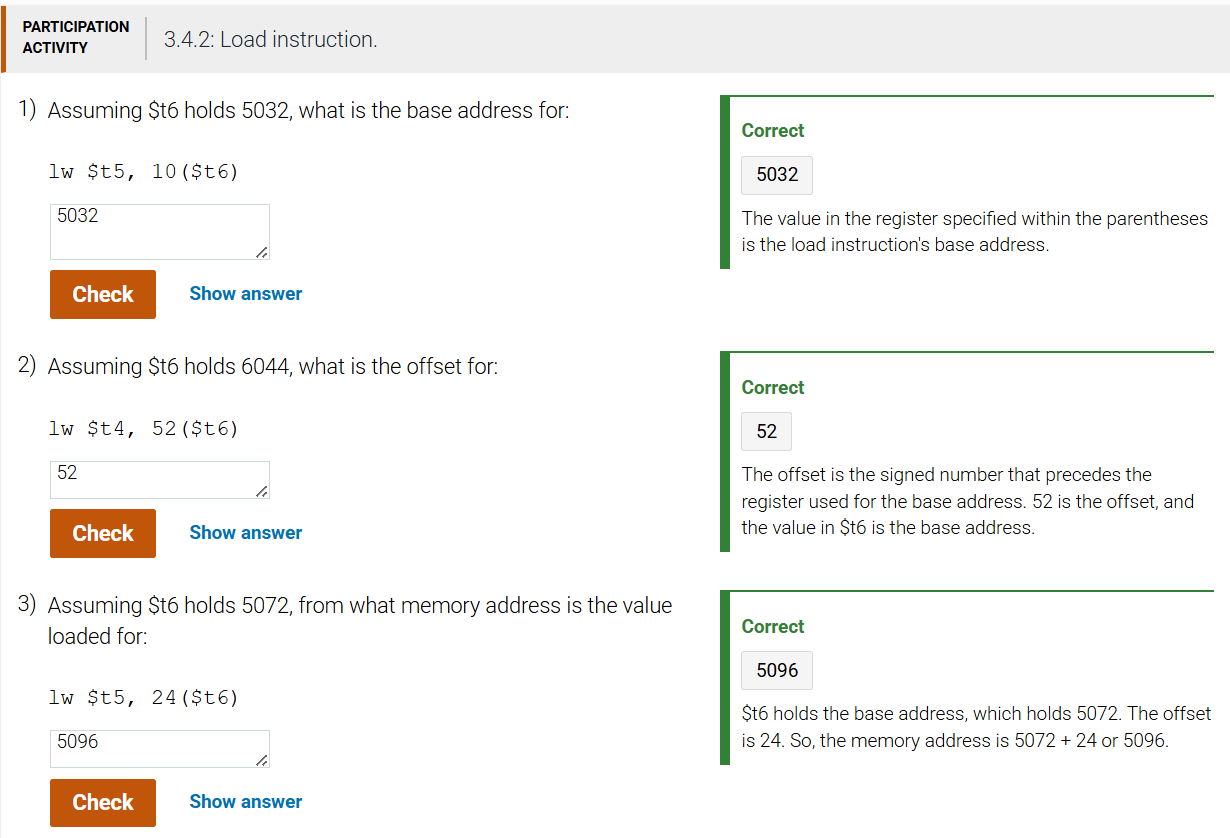 PARTICIPATION
ACTIVITY
3.4.2: Load instruction.
1) Assuming $t6 holds 5032, what is the base address for:
lw $t5, 10($t6)
5032
Check
Show answer
Correct
5032
The value in the register specified within the parentheses
is the load instruction's base address.
2) Assuming $t6 holds 6044, what is the offset for:
lw $t4, 52($t6)
52
Check
Show answer
Correct
52
The offset is the signed number that precedes the
register used for the base address. 52 is the offset, and
the value in $t6 is the base address.
3) Assuming $t6 holds 5072, from what memory address is the value
loaded for:
lw $t5, 24($t6)
5096
Check
Show answer
Correct
5096
$t6 holds the base address, which holds 5072. The offset
is 24. So, the memory address is 5072 + 24 or 5096.